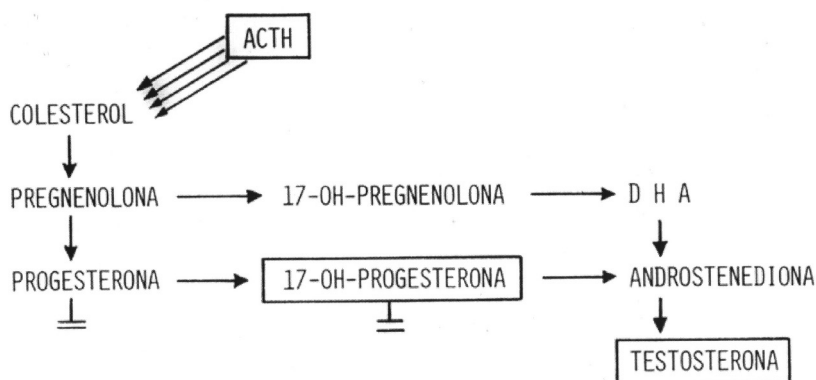 ACTH
COLESTEROL
PREGNENOLONA 17-OH-PREGNENOLONA D H A
PROGESTERONA 17-OH-PROGESTERONA ANDROSTENEDIONA
TESTOSTERONA